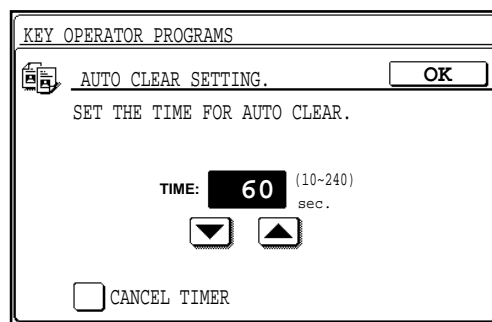 KEY OPERATOR PROGRAMS
AUTO CLEAR SETTING.
OK
SET THE TIME FOR AUTO CLEAR.
TIME: 60 (10~240) sec.
CANCEL TIMER